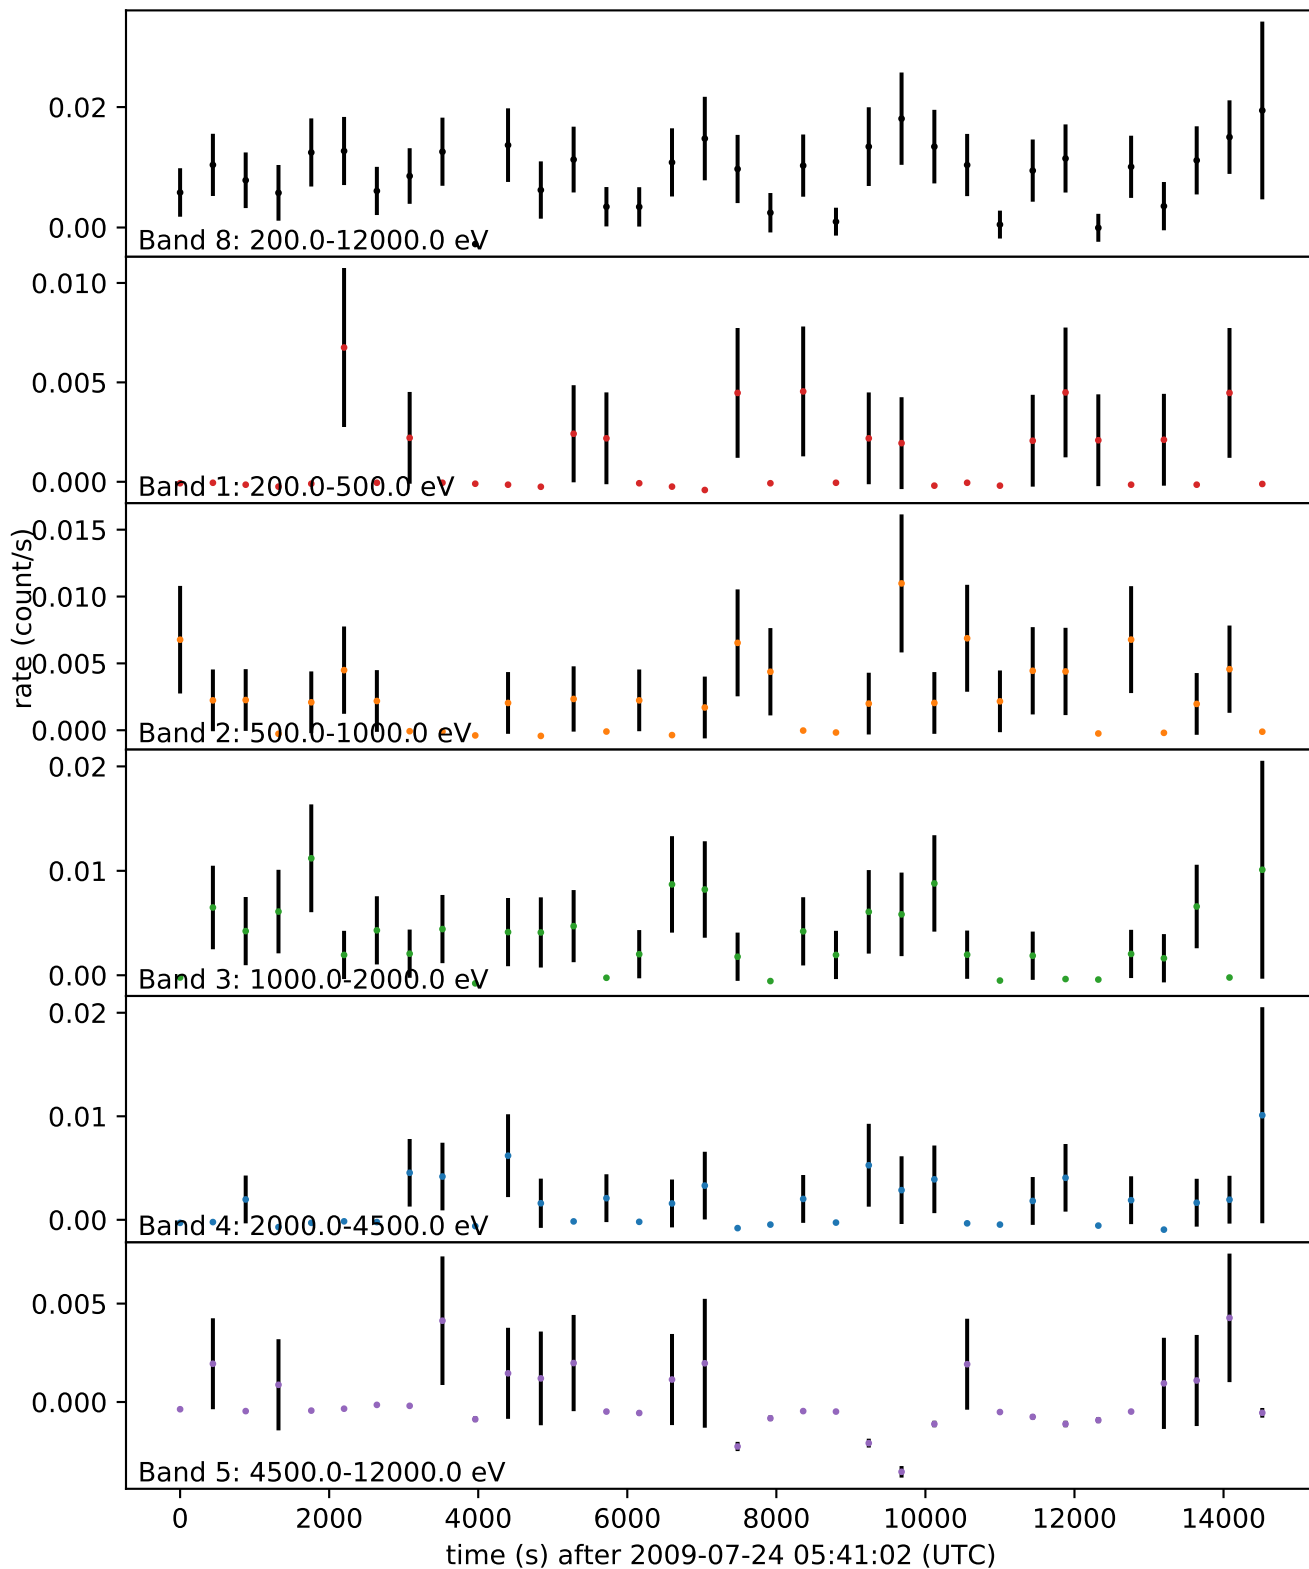 0.02
0.00
Band 8: 200.0-12000.0 eV
0.010
0.005
0.000
Band 1: 200.0-500.0 eV
rate (count/s)
0.015
0.010
0.005
0.000
Band 2: 500.0-1000.0 eV
0.02
0.01
0.00
Band 3: 1000.0-2000.0 eV
0.02
0.01
0.00
Band 4: 2000.0-4500.0 eV
0.005
0.000
Band 5: 4500.0-12000.0 eV
0 2000 4000 6000 8000 10000 12000 14000
time (s) after 2009-07-24 05:41:02 (UTC)